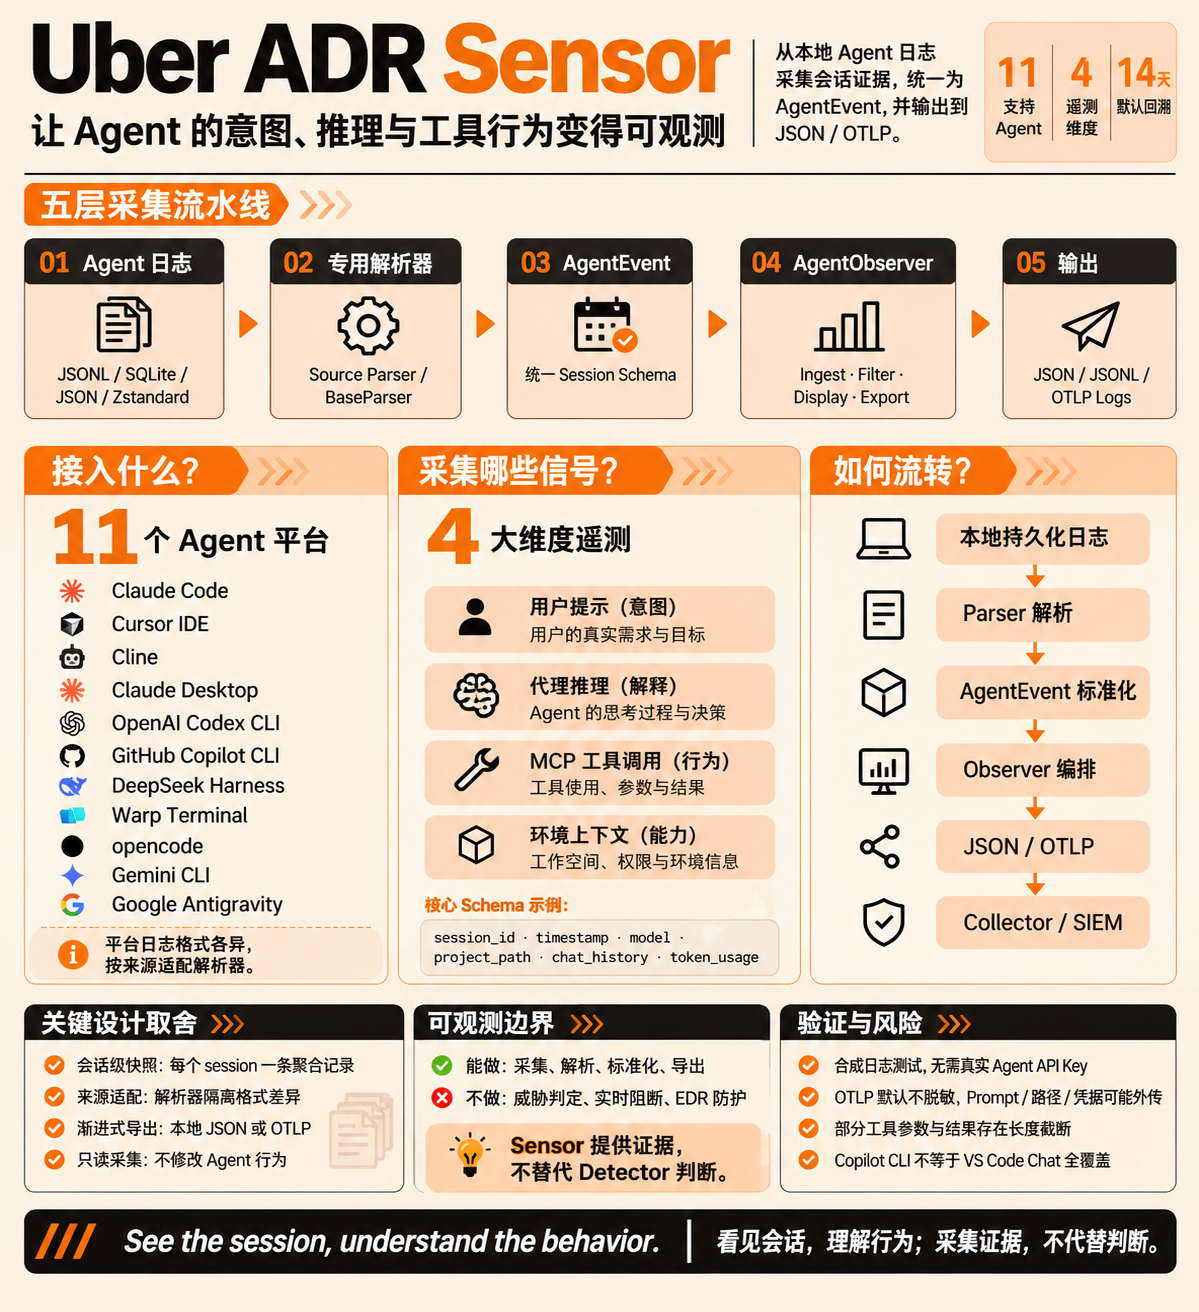 Uber ADR Sensor
让 Agent 的意图、推理与工具行为变得可观测
从本地 Agent 日志
采集会话证据，统一为
AgentEvent, 并输出到
JSON / OTLP。
11
支持
Agent
4
遥测
维度
14天
默认回溯
五层采集流水线
01 Agent 日志
JSONL / SQLite /
JSON / Zstandard
02 专用解析器
Source Parser /
BaseParser
03 AgentEvent
统一 Session Schema
04 AgentObserver
Ingest · Filter ·
Display · Export
05 输出
JSON / JSONL /
OTLP Logs
接入什么？
11个 Agent 平台
Claude Code
Cursor IDE
Cline
Claude Desktop
OpenAI Codex CLI
GitHub Copilot CLI
DeepSeek Harness
Warp Terminal
opencode
Gemini CLI
Google Antigravity
平台日志格式各异，
按来源适配解析器。
采集哪些信号？
4 大维度遥测
用户提示（意图）
用户的真实需求与目标
代理推理（解释）
Agent 的思考过程与决策
MCP 工具调用（行为）
工具使用、参数与结果
环境上下文（能力）
工作空间、权限与环境信息
核心 Schema 示例：
session_id · timestamp · model ·
project_path · chat_history · token_usage
如何流转？
本地持久化日志
Parser 解析
AgentEvent 标准化
Observer 编排
JSON / OTLP
Collector / SIEM
关键设计取舍
会话级快照：每个 session 一条聚合记录
来源适配：解析器隔离格式差异
渐进式导出：本地 JSON 或 OTLP
只读采集：不修改 Agent 行为
可观测边界
能做：采集、解析、标准化、导出
不做：威胁判定、实时阻断、EDR 防护
Sensor 提供证据，
不替代 Detector 判断。
验证与风险
合成日志测试, 无需真实 Agent API Key
OTLP 默认不脱敏，Prompt / 路径 / 凭据可能外传
部分工具参数与结果存在长度截断
Copilot CLI 不等于 VS Code Chat 全覆盖
See the session, understand the behavior.
看见会话，理解行为；采集证据，不代替判断。